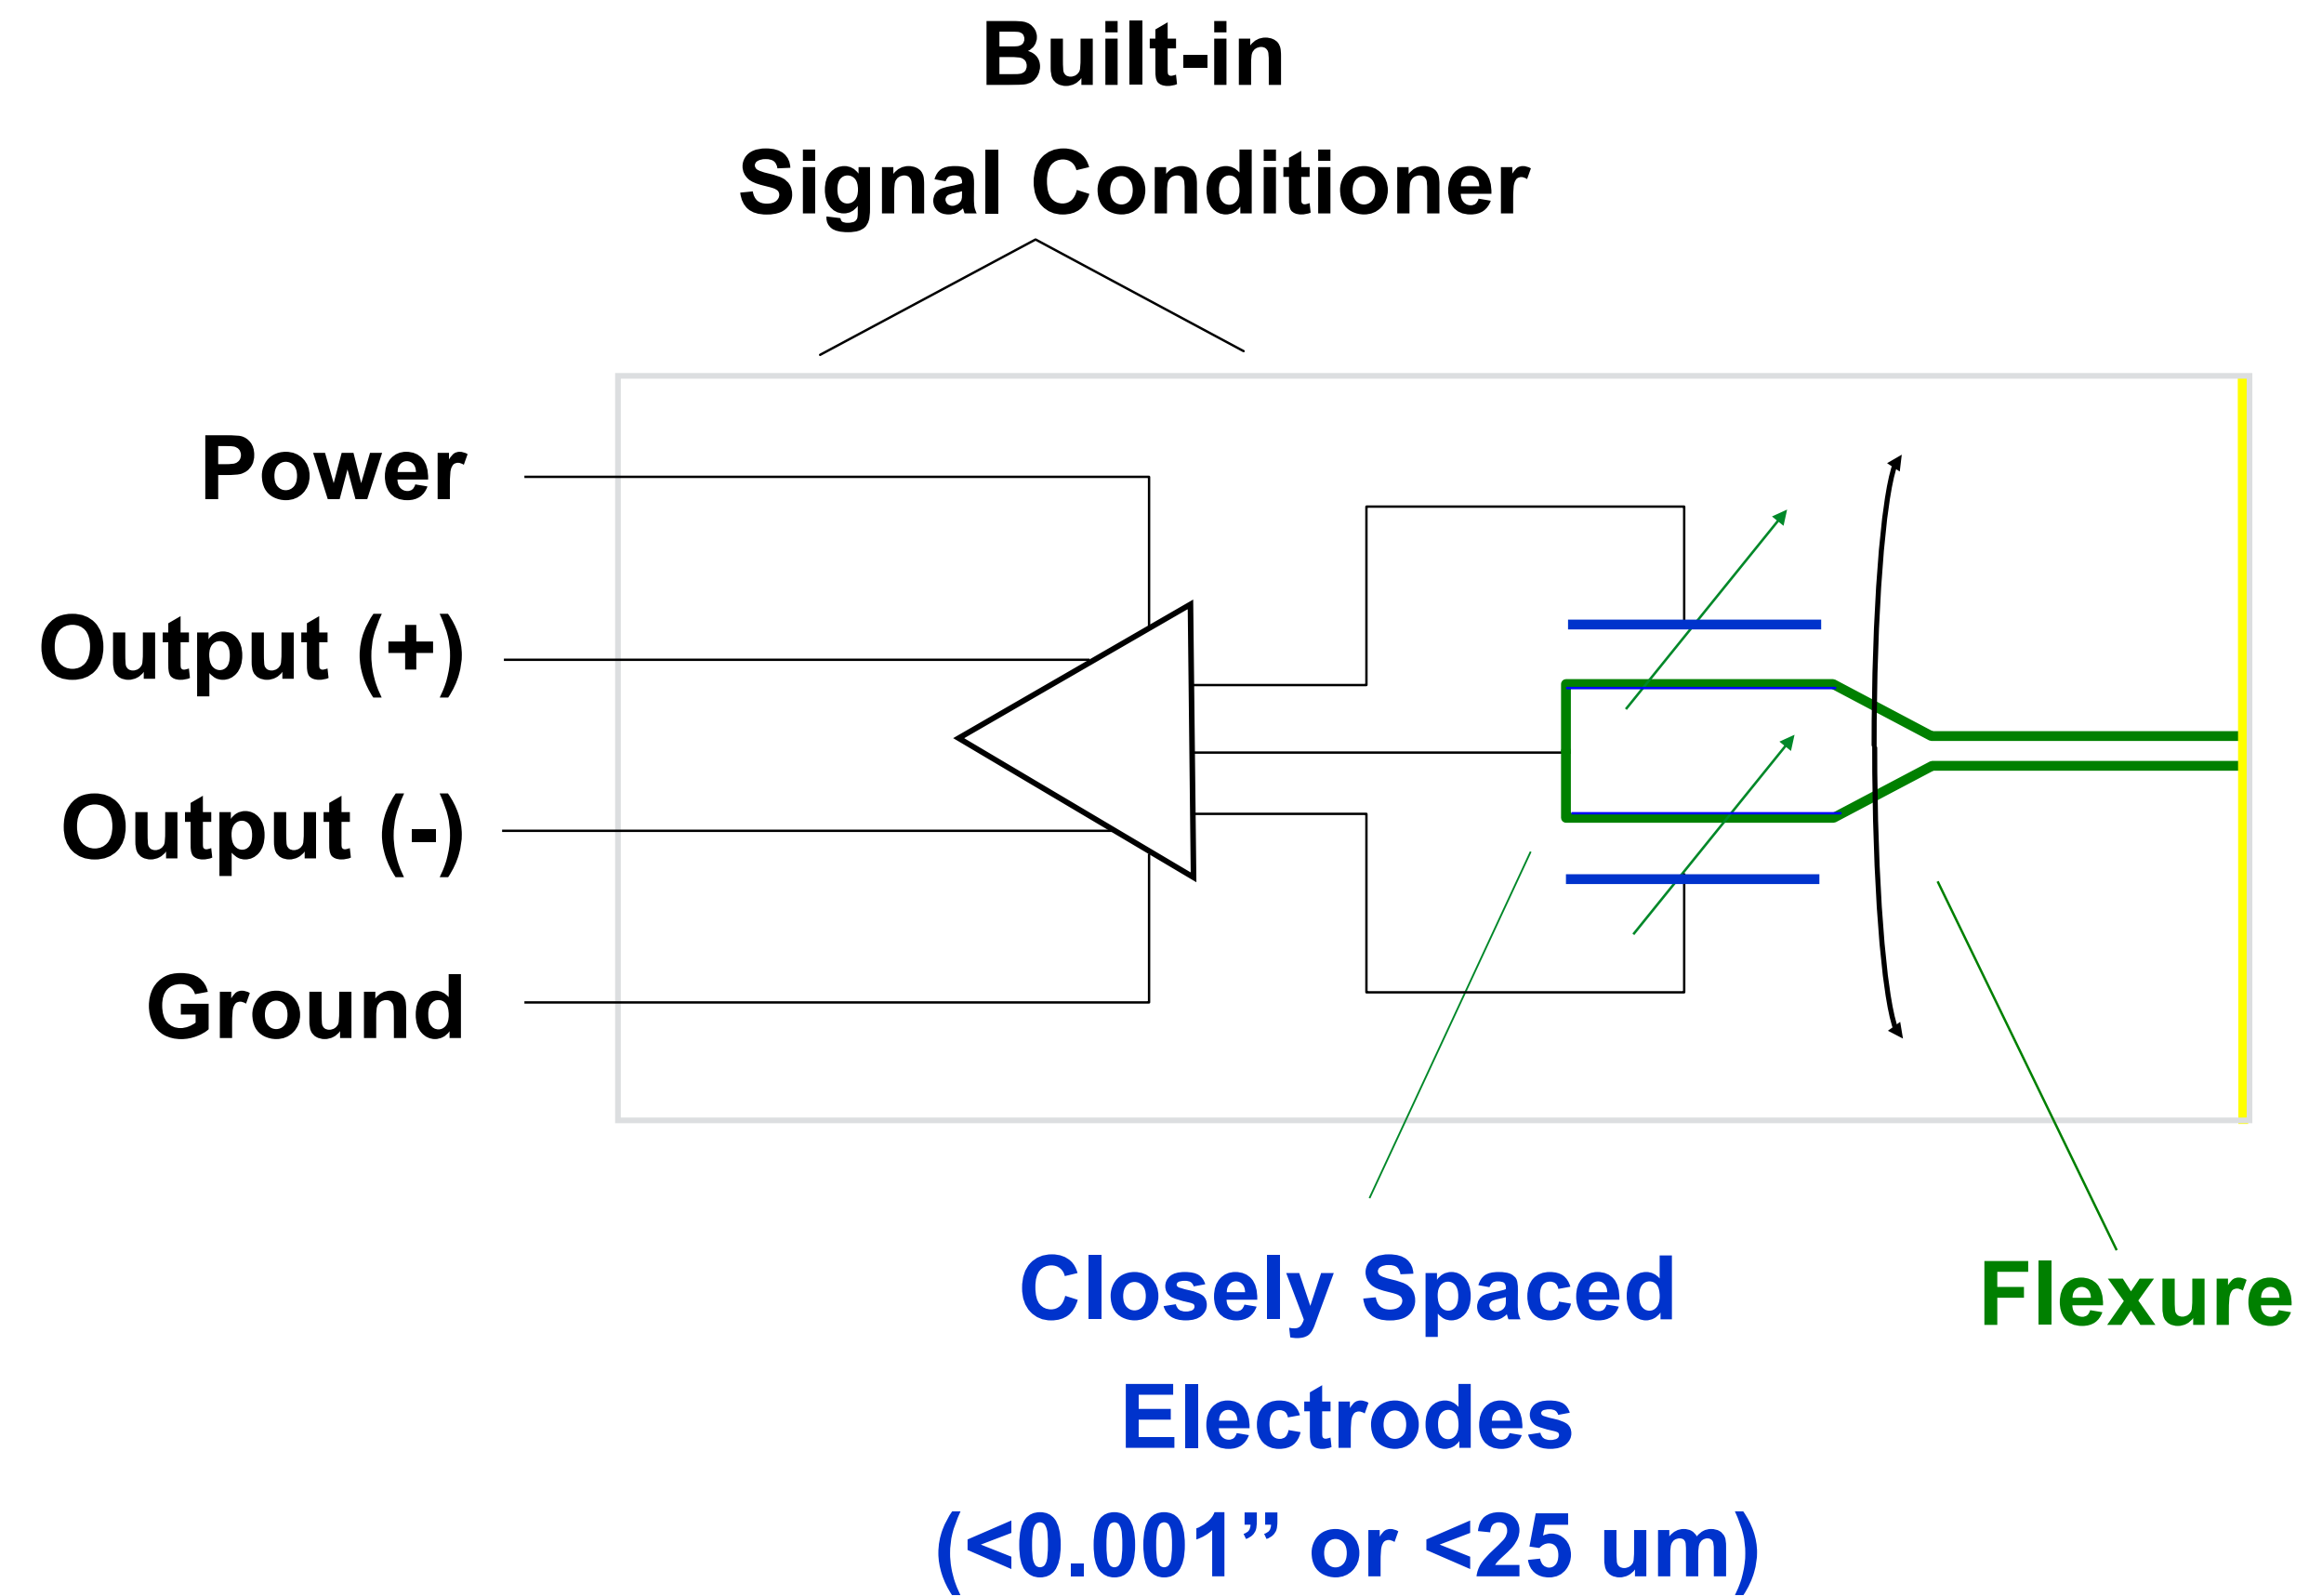 Built-in
Signal Conditioner
Power
Output (+)
Output (-)
Ground
Closely Spaced
Electrodes
(<0.001” or <25 um)
Flexure